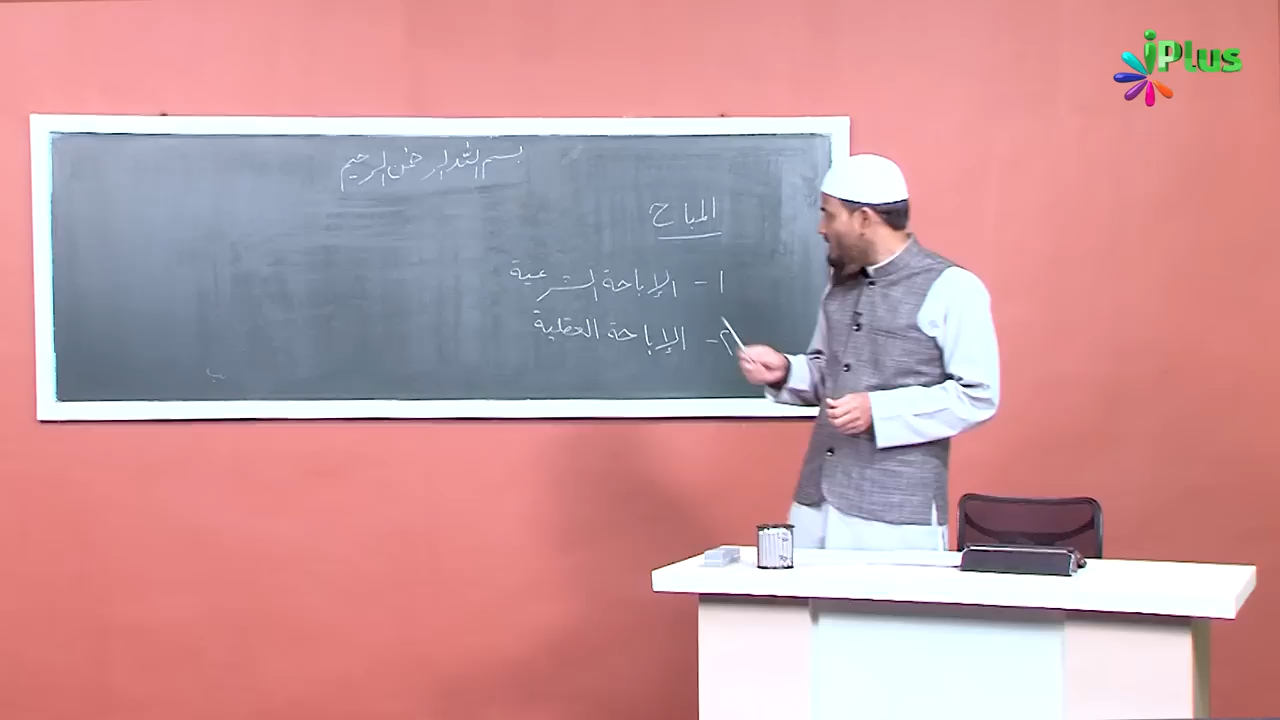 iPlus
بسم الله الرحمن الرحيم
المباح
١- الإباحة الشرعية
٢- الإباحة العقلية